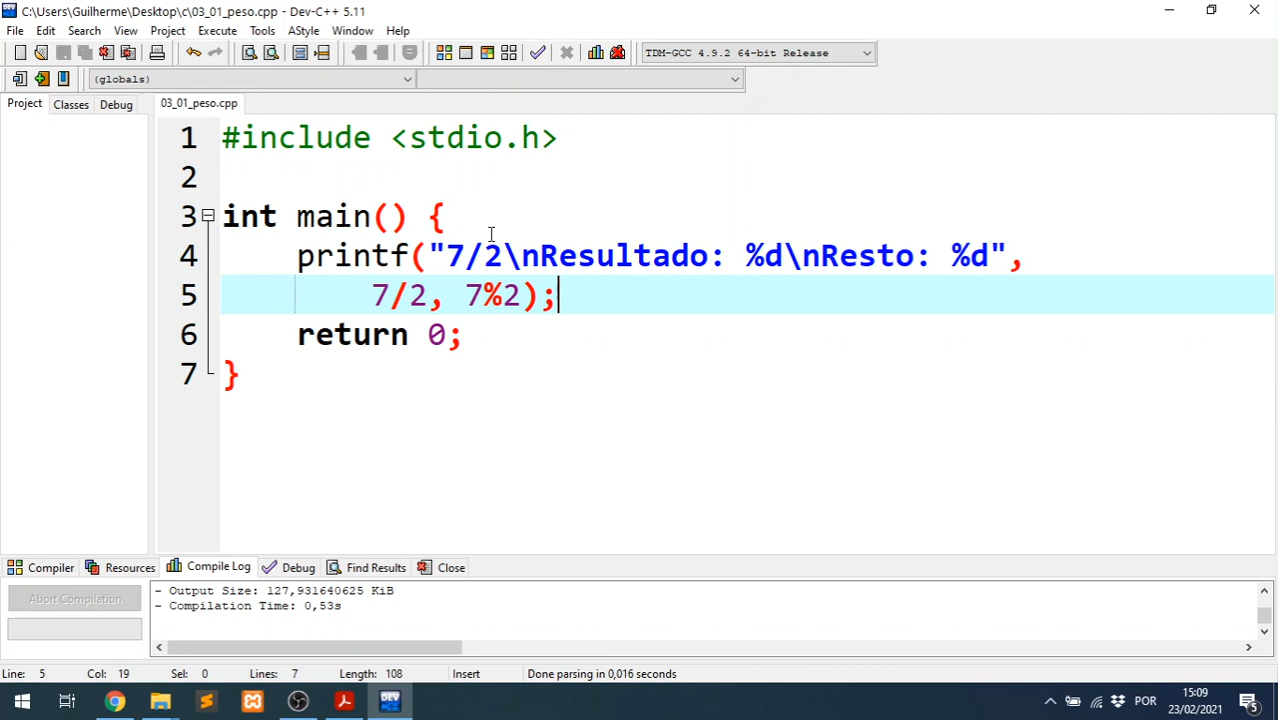 C:\Users\Guilherme\Desktop\c\03_01_peso.cpp - Dev-C++ 5.11
File Edit Search View Project Execute Tools AStyle Window Help
TDM-GCC 4.9.2 64-bit Release
(globals)
Project Classes Debug 03_01_peso.cpp
1 #include <stdio.h>
2
3 int main() {
4 printf("7/2\nResultado: %d\nResto: %d",
5 7/2, 7%2);
6 return 0;
7 }
Compiler Resources Compile Log Debug Find Results Close
Abort Compilation
- Output Size: 127,931640625 KiB
- Compilation Time: 0,53s
Line: 5 Col: 19 Sel: 0 Lines: 7 Length: 108 Insert Done parsing in 0,016 seconds
DEV POR 15:09
23/02/2021 5